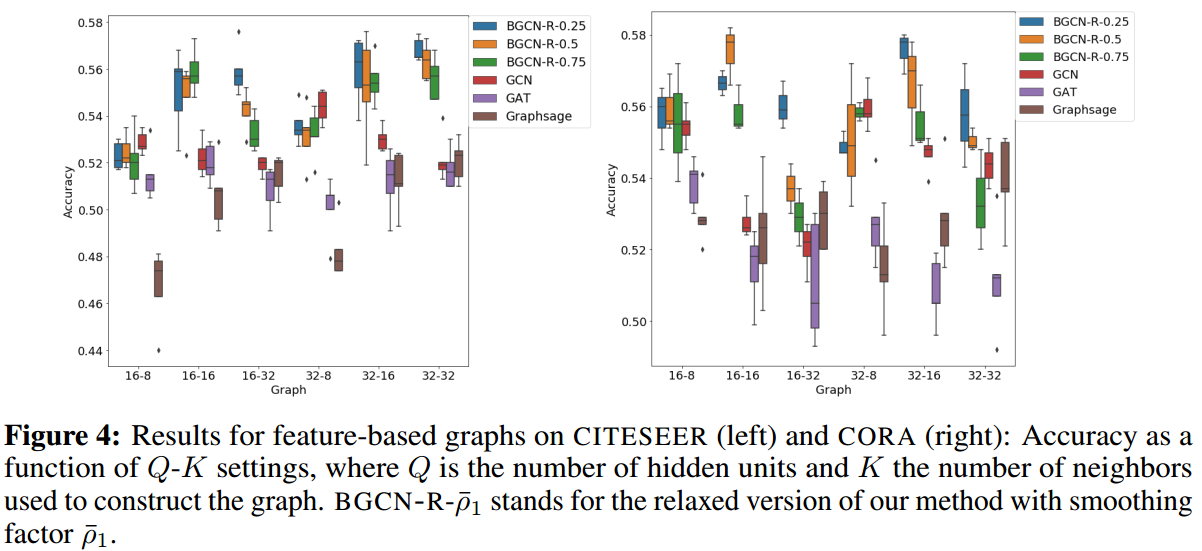 0.58
0.56
0.54
0.52
0.50
0.48
0.46
0.44
Accuracy
16-8 16-16 16-32 32-8 32-16 32-32
Graph
BGCN-R-0.25
BGCN-R-0.5
BGCN-R-0.75
GCN
GAT
Graphsage
0.58
0.56
0.54
0.52
0.50
Accuracy
16-8 16-16 16-32 32-8 32-16 32-32
Graph
BGCN-R-0.25
BGCN-R-0.5
BGCN-R-0.75
GCN
GAT
Graphsage
Figure 4: Results for feature-based graphs on CITESEER (left) and CORA (right): Accuracy as a
function of Q-K settings, where Q is the number of hidden units and K the number of neighbors
used to construct the graph. BGCN-R-ρ̄₁ stands for the relaxed version of our method with smoothing
factor ρ̄₁.